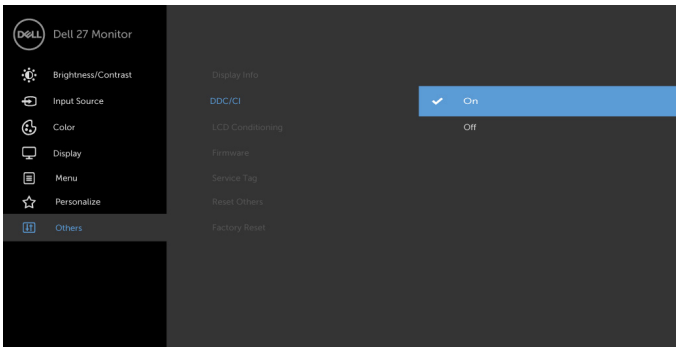 DELL Dell 27 Monitor
Brightness/Contrast
Input Source
Color
Display
Menu
Personalize
Others
Display Info
DDC/CI
LCD Conditioning
Firmware
Service Tag
Reset Others
Factory Reset
On
Off